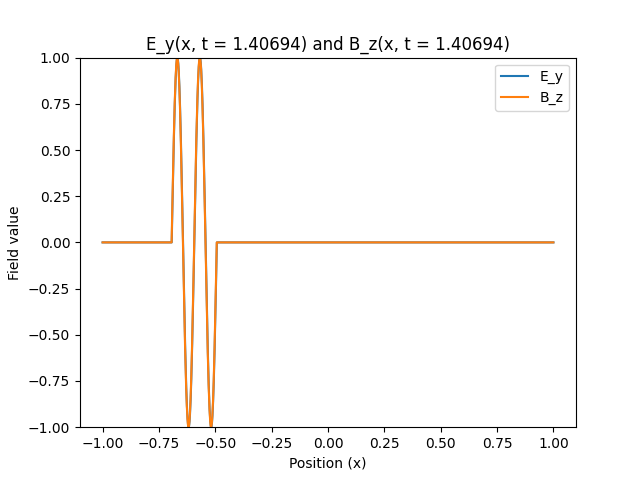 E_y(x, t = 1.40694) and B_z(x, t = 1.40694)
E_y
B_z
1.00
0.75
0.50
0.25
0.00
−0.25
−0.50
−0.75
−1.00
Field value
−1.00 −0.75 −0.50 −0.25 0.00 0.25 0.50 0.75 1.00
Position (x)